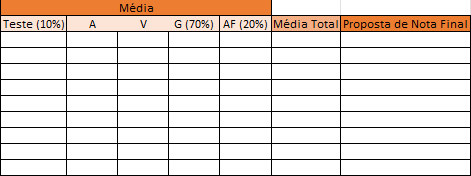 Média
Teste (10%) A V G (70%) AF (20%) Média Total Proposta de Nota Final